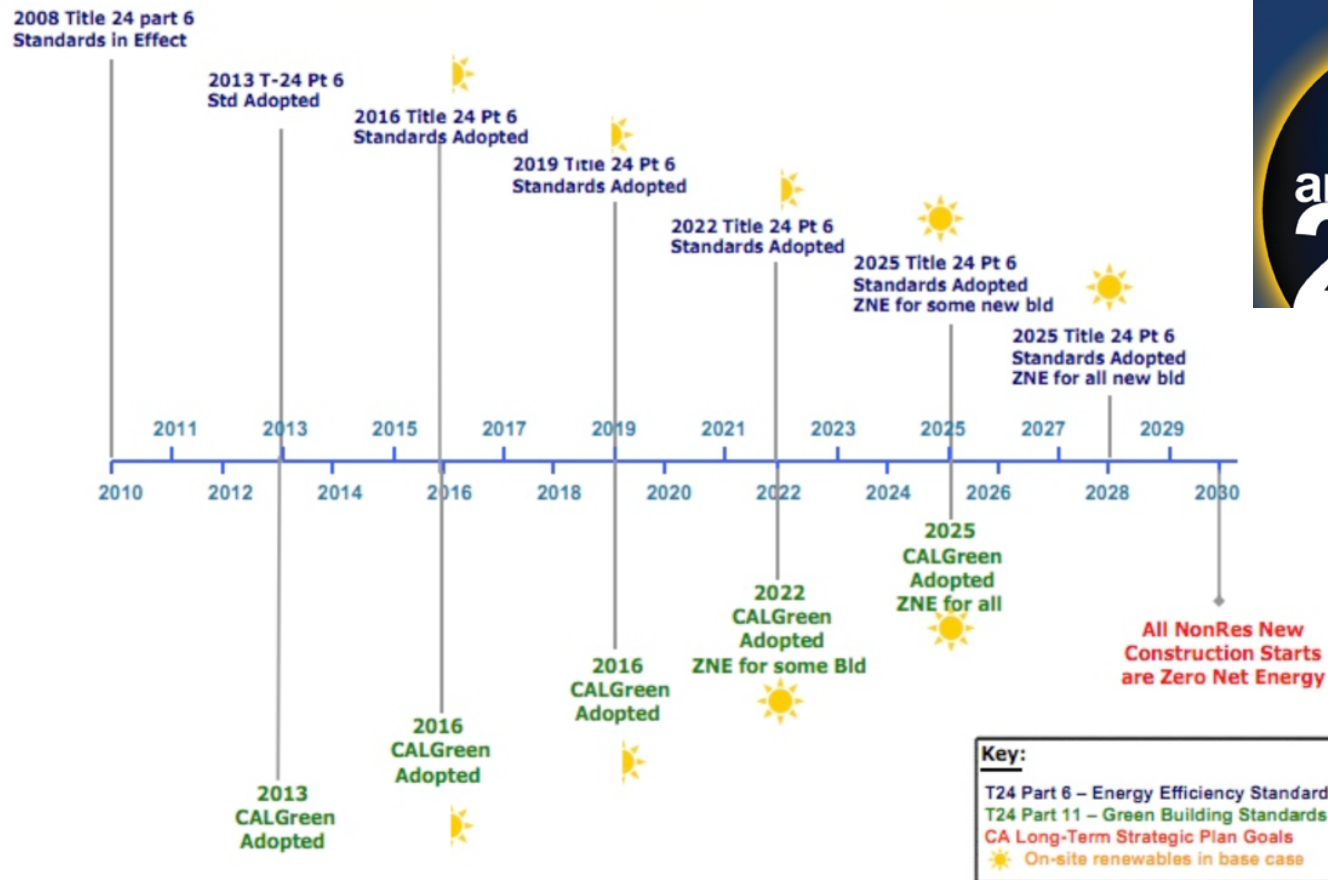 2008 Title 24 part 6
Standards in Effect
2013 T-24 Pt 6
Std Adopted
2016 Title 24 Pt 6
Standards Adopted
2019 Title 24 Pt 6
Standards Adopted
2022 Title 24 Pt 6
Standards Adopted
2025 Title 24 Pt 6
Standards Adopted
ZNE for some new bld
2025 Title 24 Pt 6
Standards Adopted
ZNE for all new bld
2011 2013 2015 2017 2019 2021 2023 2025 2027 2029
2010 2012 2014 2016 2018 2020 2022 2024 2026 2028 2030
2013
CALGreen
Adopted
2016
CALGreen
Adopted
2016
CALGreen
Adopted
2022
CALGreen
Adopted
ZNE for some Bld
2025
CALGreen
Adopted
ZNE for all
All NonRes New
Construction Starts
are Zero Net Energy
Key:
T24 Part 6 – Energy Efficiency Standard
T24 Part 11 – Green Building Standards
CA Long-Term Strategic Plan Goals
On-site renewables in base case